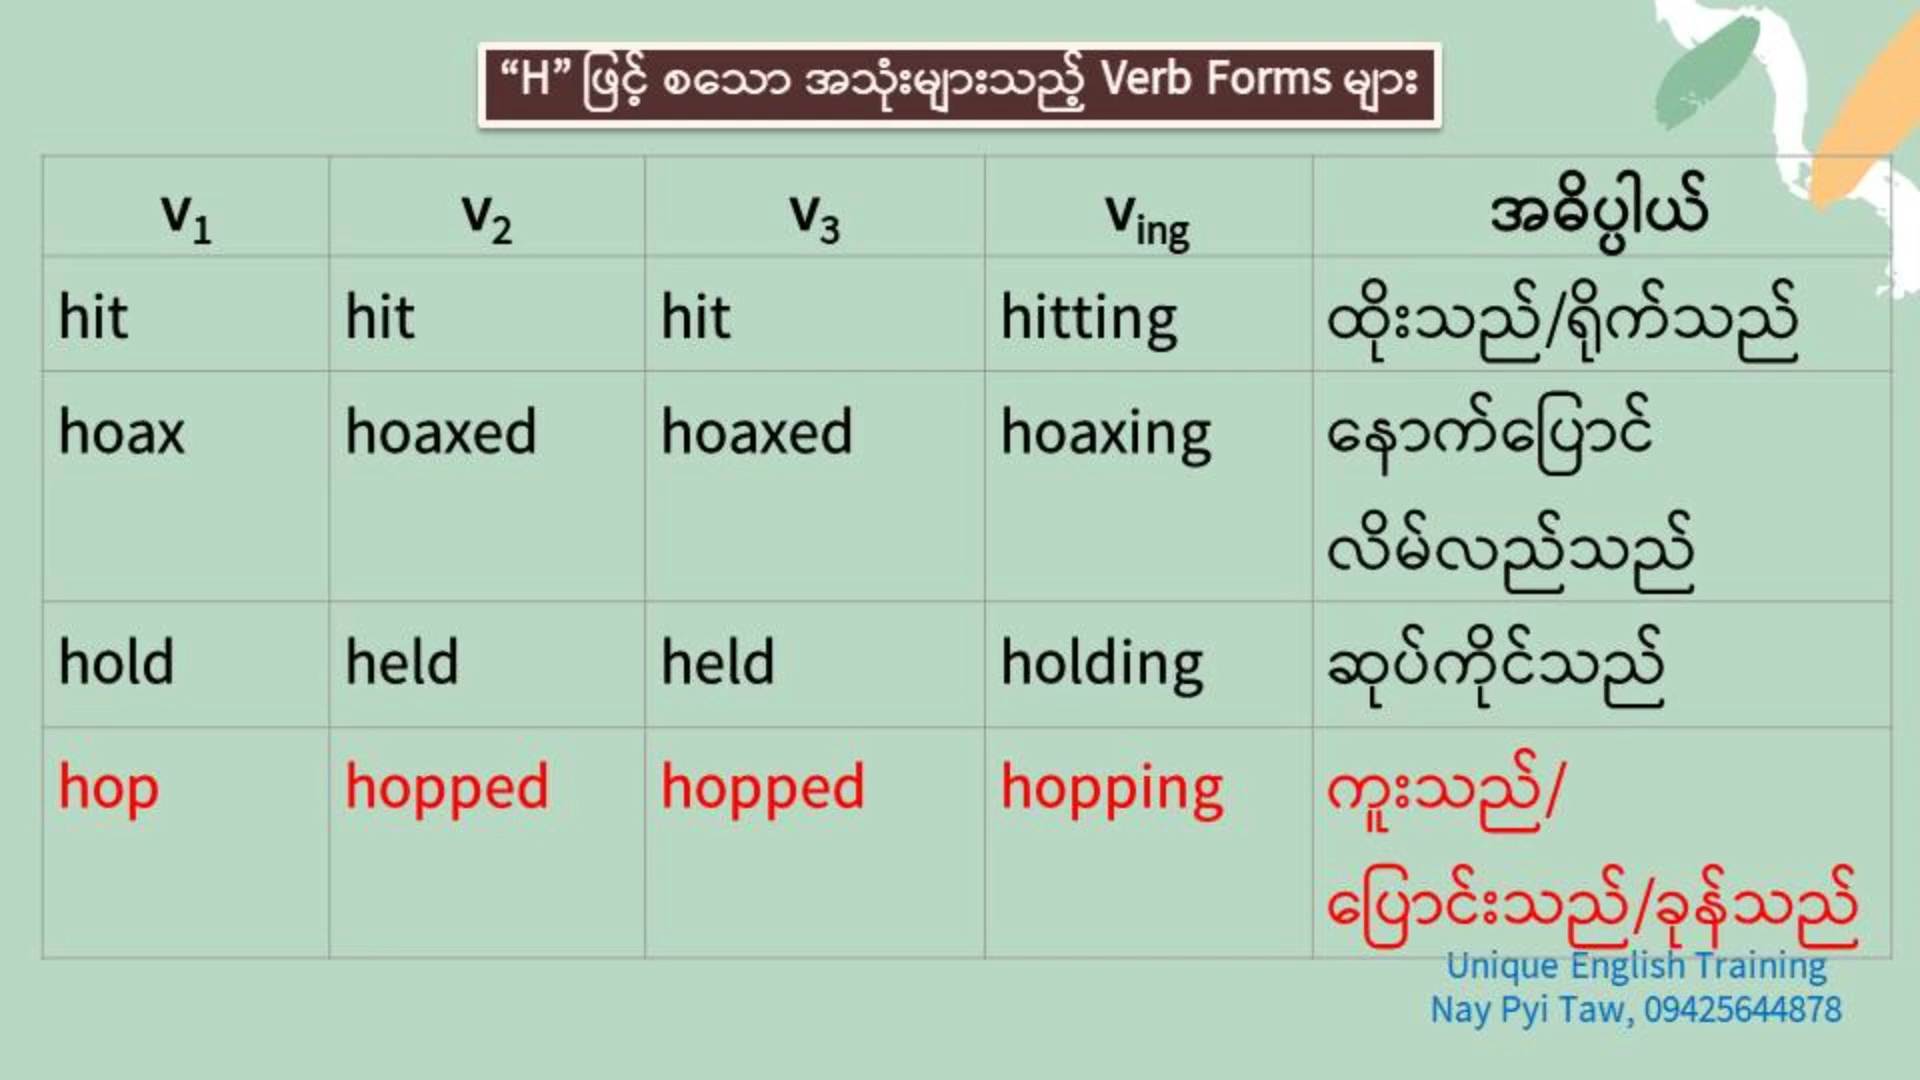 “H” ဖြင့် စသော အသုံးများသည့် Verb Forms များ
v1 v2 v3 ving အဓိပ္ပါယ်
hit hit hit hitting ထိုးသည်/ရိုက်သည်
hoax hoaxed hoaxed hoaxing နောက်ပြောင်
လိမ်လည်သည်
hold held held holding ဆုပ်ကိုင်သည်
hop hopped hopped hopping ကူးသည်/
ပြောင်းသည်/ခုန်သည်
Unique English Training
Nay Pyi Taw, 09425644878